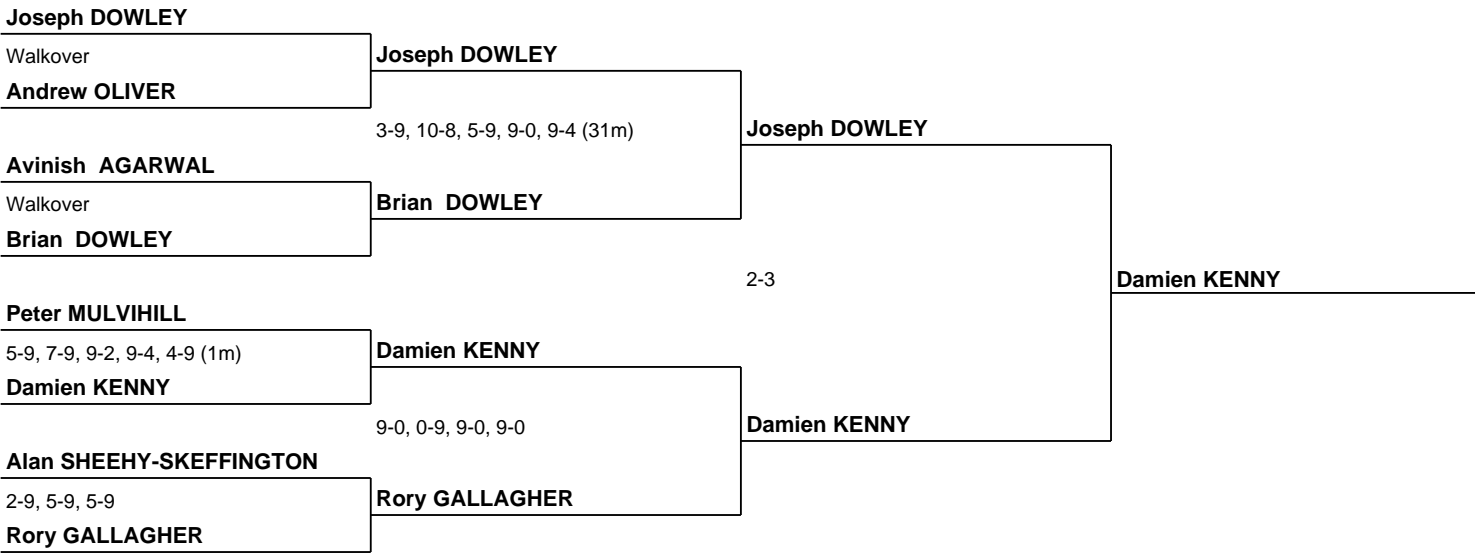 Joseph DOWLEY
Walkover
Joseph DOWLEY
Andrew OLIVER
3-9, 10-8, 5-9, 9-0, 9-4 (31m)
Joseph DOWLEY
Avinish  AGARWAL
Walkover
Brian  DOWLEY
Brian  DOWLEY
2-3
Damien KENNY
Peter MULVIHILL
5-9, 7-9, 9-2, 9-4, 4-9 (1m)
Damien KENNY
Damien KENNY
9-0, 0-9, 9-0, 9-0
Damien KENNY
Alan SHEEHY-SKEFFINGTON
2-9, 5-9, 5-9
Rory GALLAGHER
Rory GALLAGHER